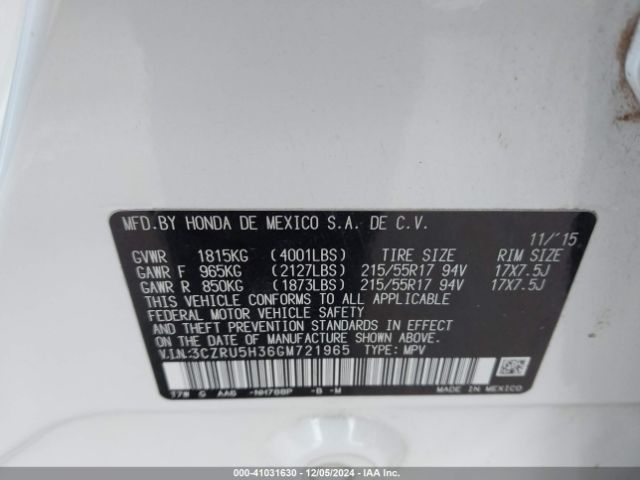 MFD.BY HONDA DE MEXICO S.A. DE C.V.
11/'15
GVWR 1815KG (4001LBS) TIRE SIZE RIM SIZE
GAWR F 965KG (2127LBS) 215/55R17 94V 17X7.5J
GAWR R 850KG (1873LBS) 215/55R17 94V 17X7.5J
THIS VEHICLE CONFORMS TO ALL APPLICABLE
FEDERAL MOTOR VEHICLE SAFETY
AND THEFT PREVENTION STANDARDS IN EFFECT
ON THE DATE OF MANUFACTURE SHOWN ABOVE.
V.I.N:3CZRU5H36GM721965 TYPE: MPV
T7# G AA6 -NH788P -B -M MADE IN MEXICO
000-41031630 - 12/05/2024 - IAA Inc.